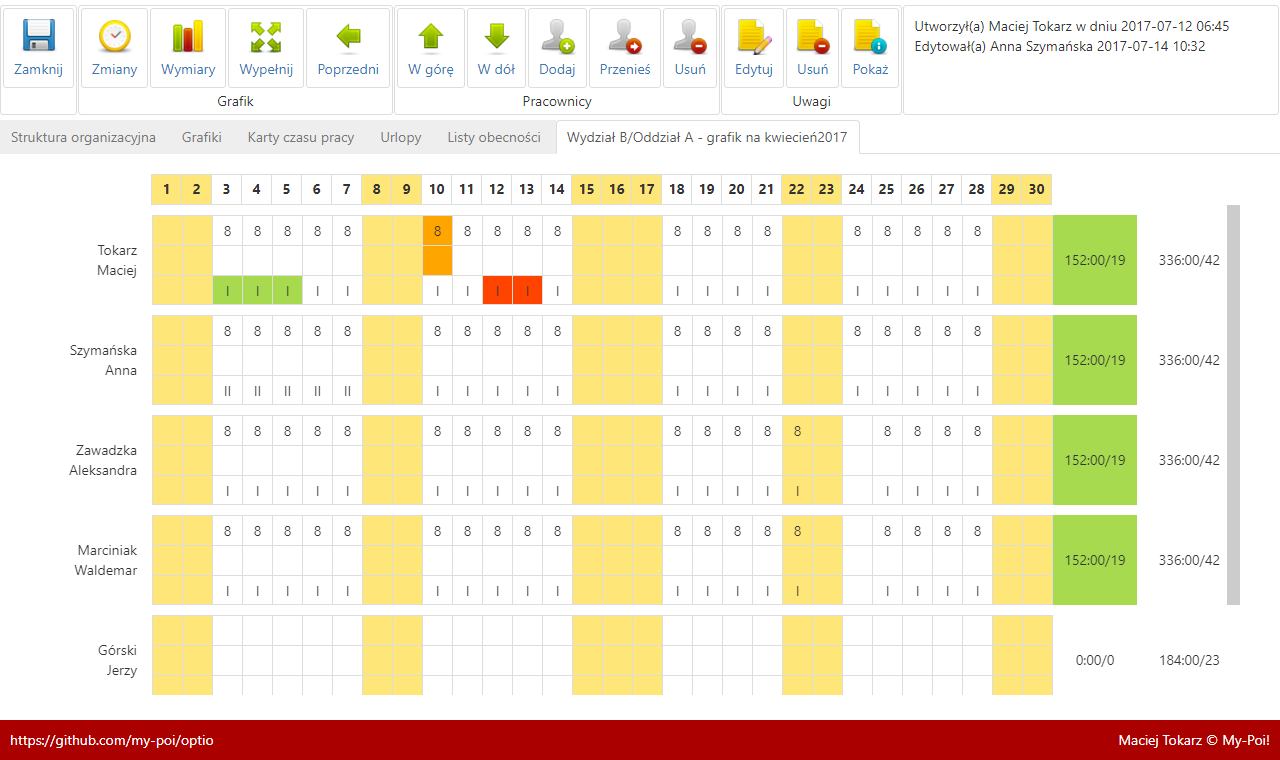 Zamknij Zmiany Wymiary Wypełnij Poprzedni W górę W dół Dodaj Przenieś Usuń Edytuj Usuń Pokaż
Grafik Pracownicy Uwagi
Utworzył(a) Maciej Tokarz w dniu 2017-07-12 06:45
Edytował(a) Anna Szymańska 2017-07-14 10:32
Struktura organizacyjna Grafiki Karty czasu pracy Urlopy Listy obecności Wydział B/Oddział A - grafik na kwiecień2017
1 2 3 4 5 6 7 8 9 10 11 12 13 14 15 16 17 18 19 20 21 22 23 24 25 26 27 28 29 30
8 8 8 8 8 8 8 8 8 8 8 8 8 8 8 8 8 8 8
Tokarz
Maciej
152:00/19 336:00/42
I I I I I I I I I I I I I I I I I I I
8 8 8 8 8 8 8 8 8 8 8 8 8 8 8 8 8 8 8
Szymańska
Anna
152:00/19 336:00/42
II II II II II I I I I I I I I I I I I I I
8 8 8 8 8 8 8 8 8 8 8 8 8 8 8 8 8 8 8
Zawadzka
Aleksandra
152:00/19 336:00/42
I I I I I I I I I I I I I I I I I I I
8 8 8 8 8 8 8 8 8 8 8 8 8 8 8 8 8 8 8
Marciniak
Waldemar
152:00/19 336:00/42
I I I I I I I I I I I I I I I I I I I
Górski
Jerzy
0:00/0 184:00/23
https://github.com/my-poi/optio Maciej Tokarz © My-Poi!